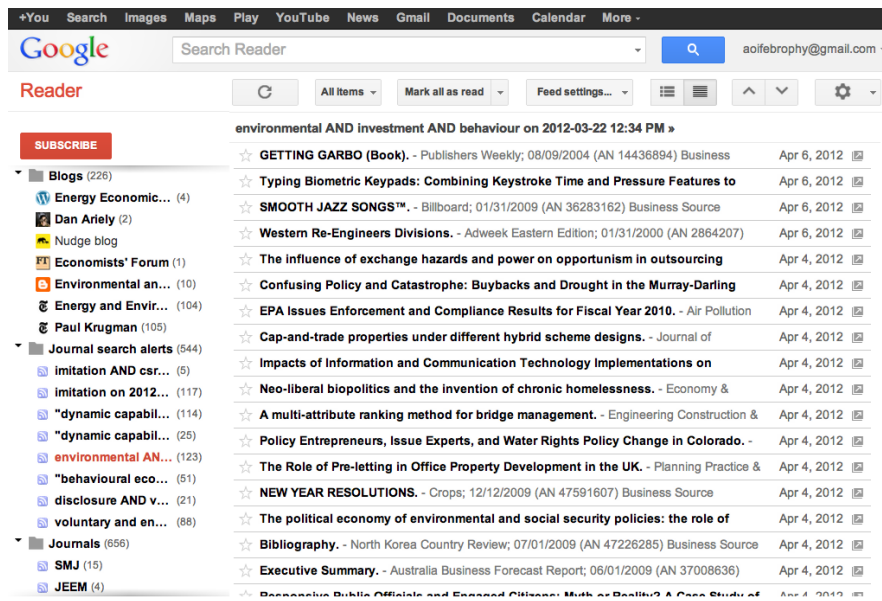 +You Search Images Maps Play YouTube News Gmail Documents Calendar More
Google Search Reader aoifebrophy@gmail.com
Reader All items Mark all as read Feed settings...
SUBSCRIBE
Blogs (226)
Energy Economic... (4)
Dan Ariely (2)
Nudge blog
Economists' Forum (1)
Environmental an... (10)
Energy and Envir... (104)
Paul Krugman (105)
Journal search alerts (544)
imitation AND csr... (5)
imitation on 2012... (117)
"dynamic capabil... (114)
"dynamic capabil... (25)
environmental AN... (123)
"behavioural eco... (51)
disclosure AND v... (21)
voluntary and en... (88)
Journals (656)
SMJ (15)
JEEM (4)
environmental AND investment AND behaviour on 2012-03-22 12:34 PM »
GETTING GARBO (Book). - Publishers Weekly; 08/09/2004 (AN 14436894) Business Apr 6, 2012
Typing Biometric Keypads: Combining Keystroke Time and Pressure Features to Apr 6, 2012
SMOOTH JAZZ SONGS™. - Billboard; 01/31/2009 (AN 36283162) Business Source Apr 6, 2012
Western Re-Engineers Divisions. - Adweek Eastern Edition; 01/31/2000 (AN 2864207) Apr 6, 2012
The influence of exchange hazards and power on opportunism in outsourcing Apr 4, 2012
Confusing Policy and Catastrophe: Buybacks and Drought in the Murray-Darling Apr 4, 2012
EPA Issues Enforcement and Compliance Results for Fiscal Year 2010. - Air Pollution Apr 4, 2012
Cap-and-trade properties under different hybrid scheme designs. - Journal of Apr 4, 2012
Impacts of Information and Communication Technology Implementations on Apr 4, 2012
Neo-liberal biopolitics and the invention of chronic homelessness. - Economy & Apr 4, 2012
A multi-attribute ranking method for bridge management. - Engineering Construction & Apr 4, 2012
Policy Entrepreneurs, Issue Experts, and Water Rights Policy Change in Colorado. - Apr 4, 2012
The Role of Pre-letting in Office Property Development in the UK. - Planning Practice & Apr 4, 2012
NEW YEAR RESOLUTIONS. - Crops; 12/12/2009 (AN 47591607) Business Source Apr 4, 2012
The political economy of environmental and social security policies: the role of Apr 4, 2012
Bibliography. - North Korea Country Review; 07/01/2009 (AN 47226285) Business Source Apr 4, 2012
Executive Summary. - Australia Business Forecast Report; 06/01/2009 (AN 37008636) Apr 4, 2012
Responsive Public Officials and Engaged Citizens: Myth or Reality? A Case Study of Apr 4, 2012